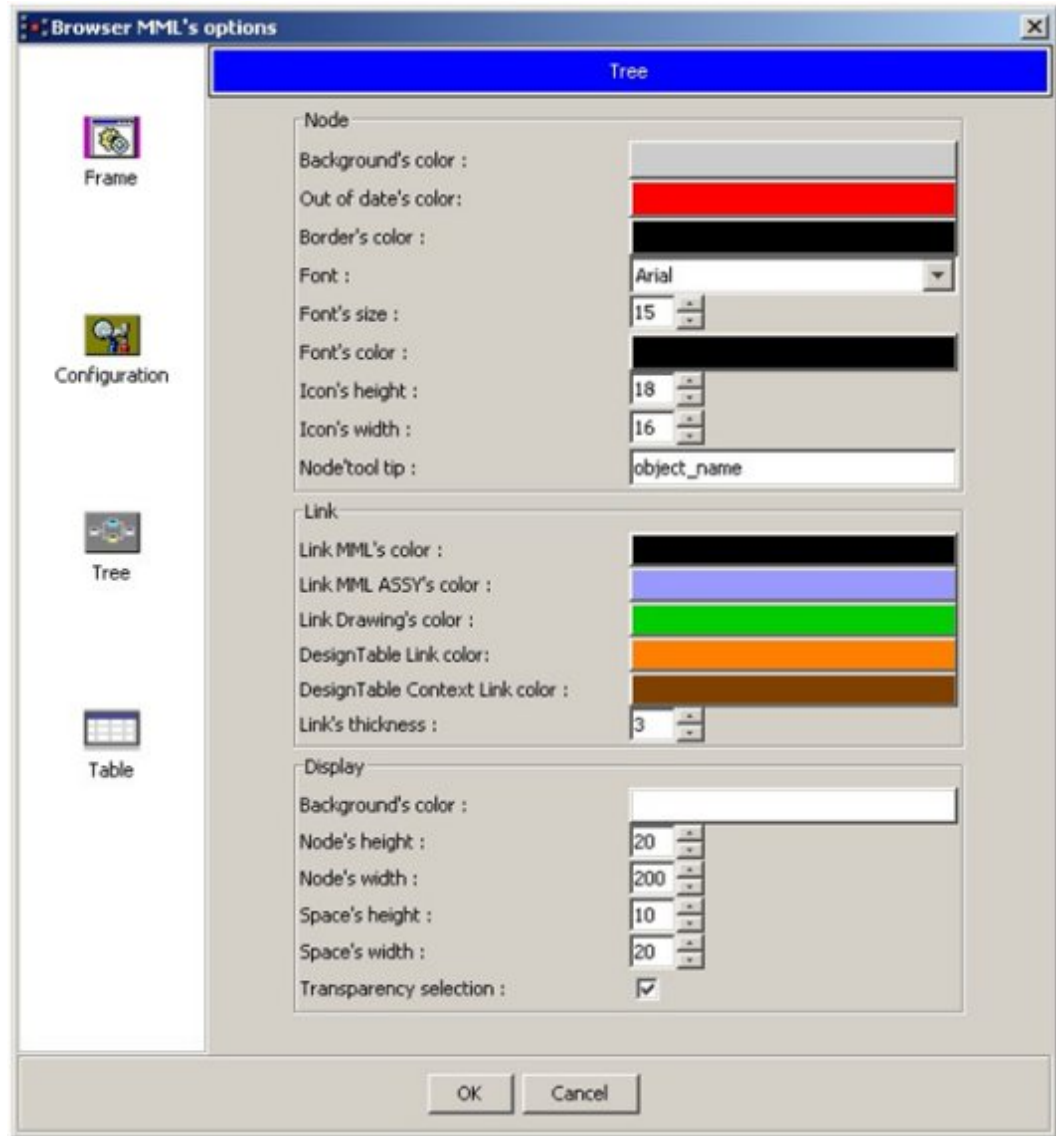 Browser MML's options
Tree
Frame
Configuration
Tree
Table
Node
Background's color :
Out of date's color:
Border's color :
Font : Arial
Font's size : 15
Font's color :
Icon's height : 18
Icon's width : 16
Node'tool tip : object_name
Link
Link MML's color :
Link MML ASSY's color :
Link Drawing's color :
DesignTable Link color:
DesignTable Context Link color :
Link's thickness : 3
Display
Background's color :
Node's height : 20
Node's width : 200
Space's height : 10
Space's width : 20
Transparency selection :
OK Cancel